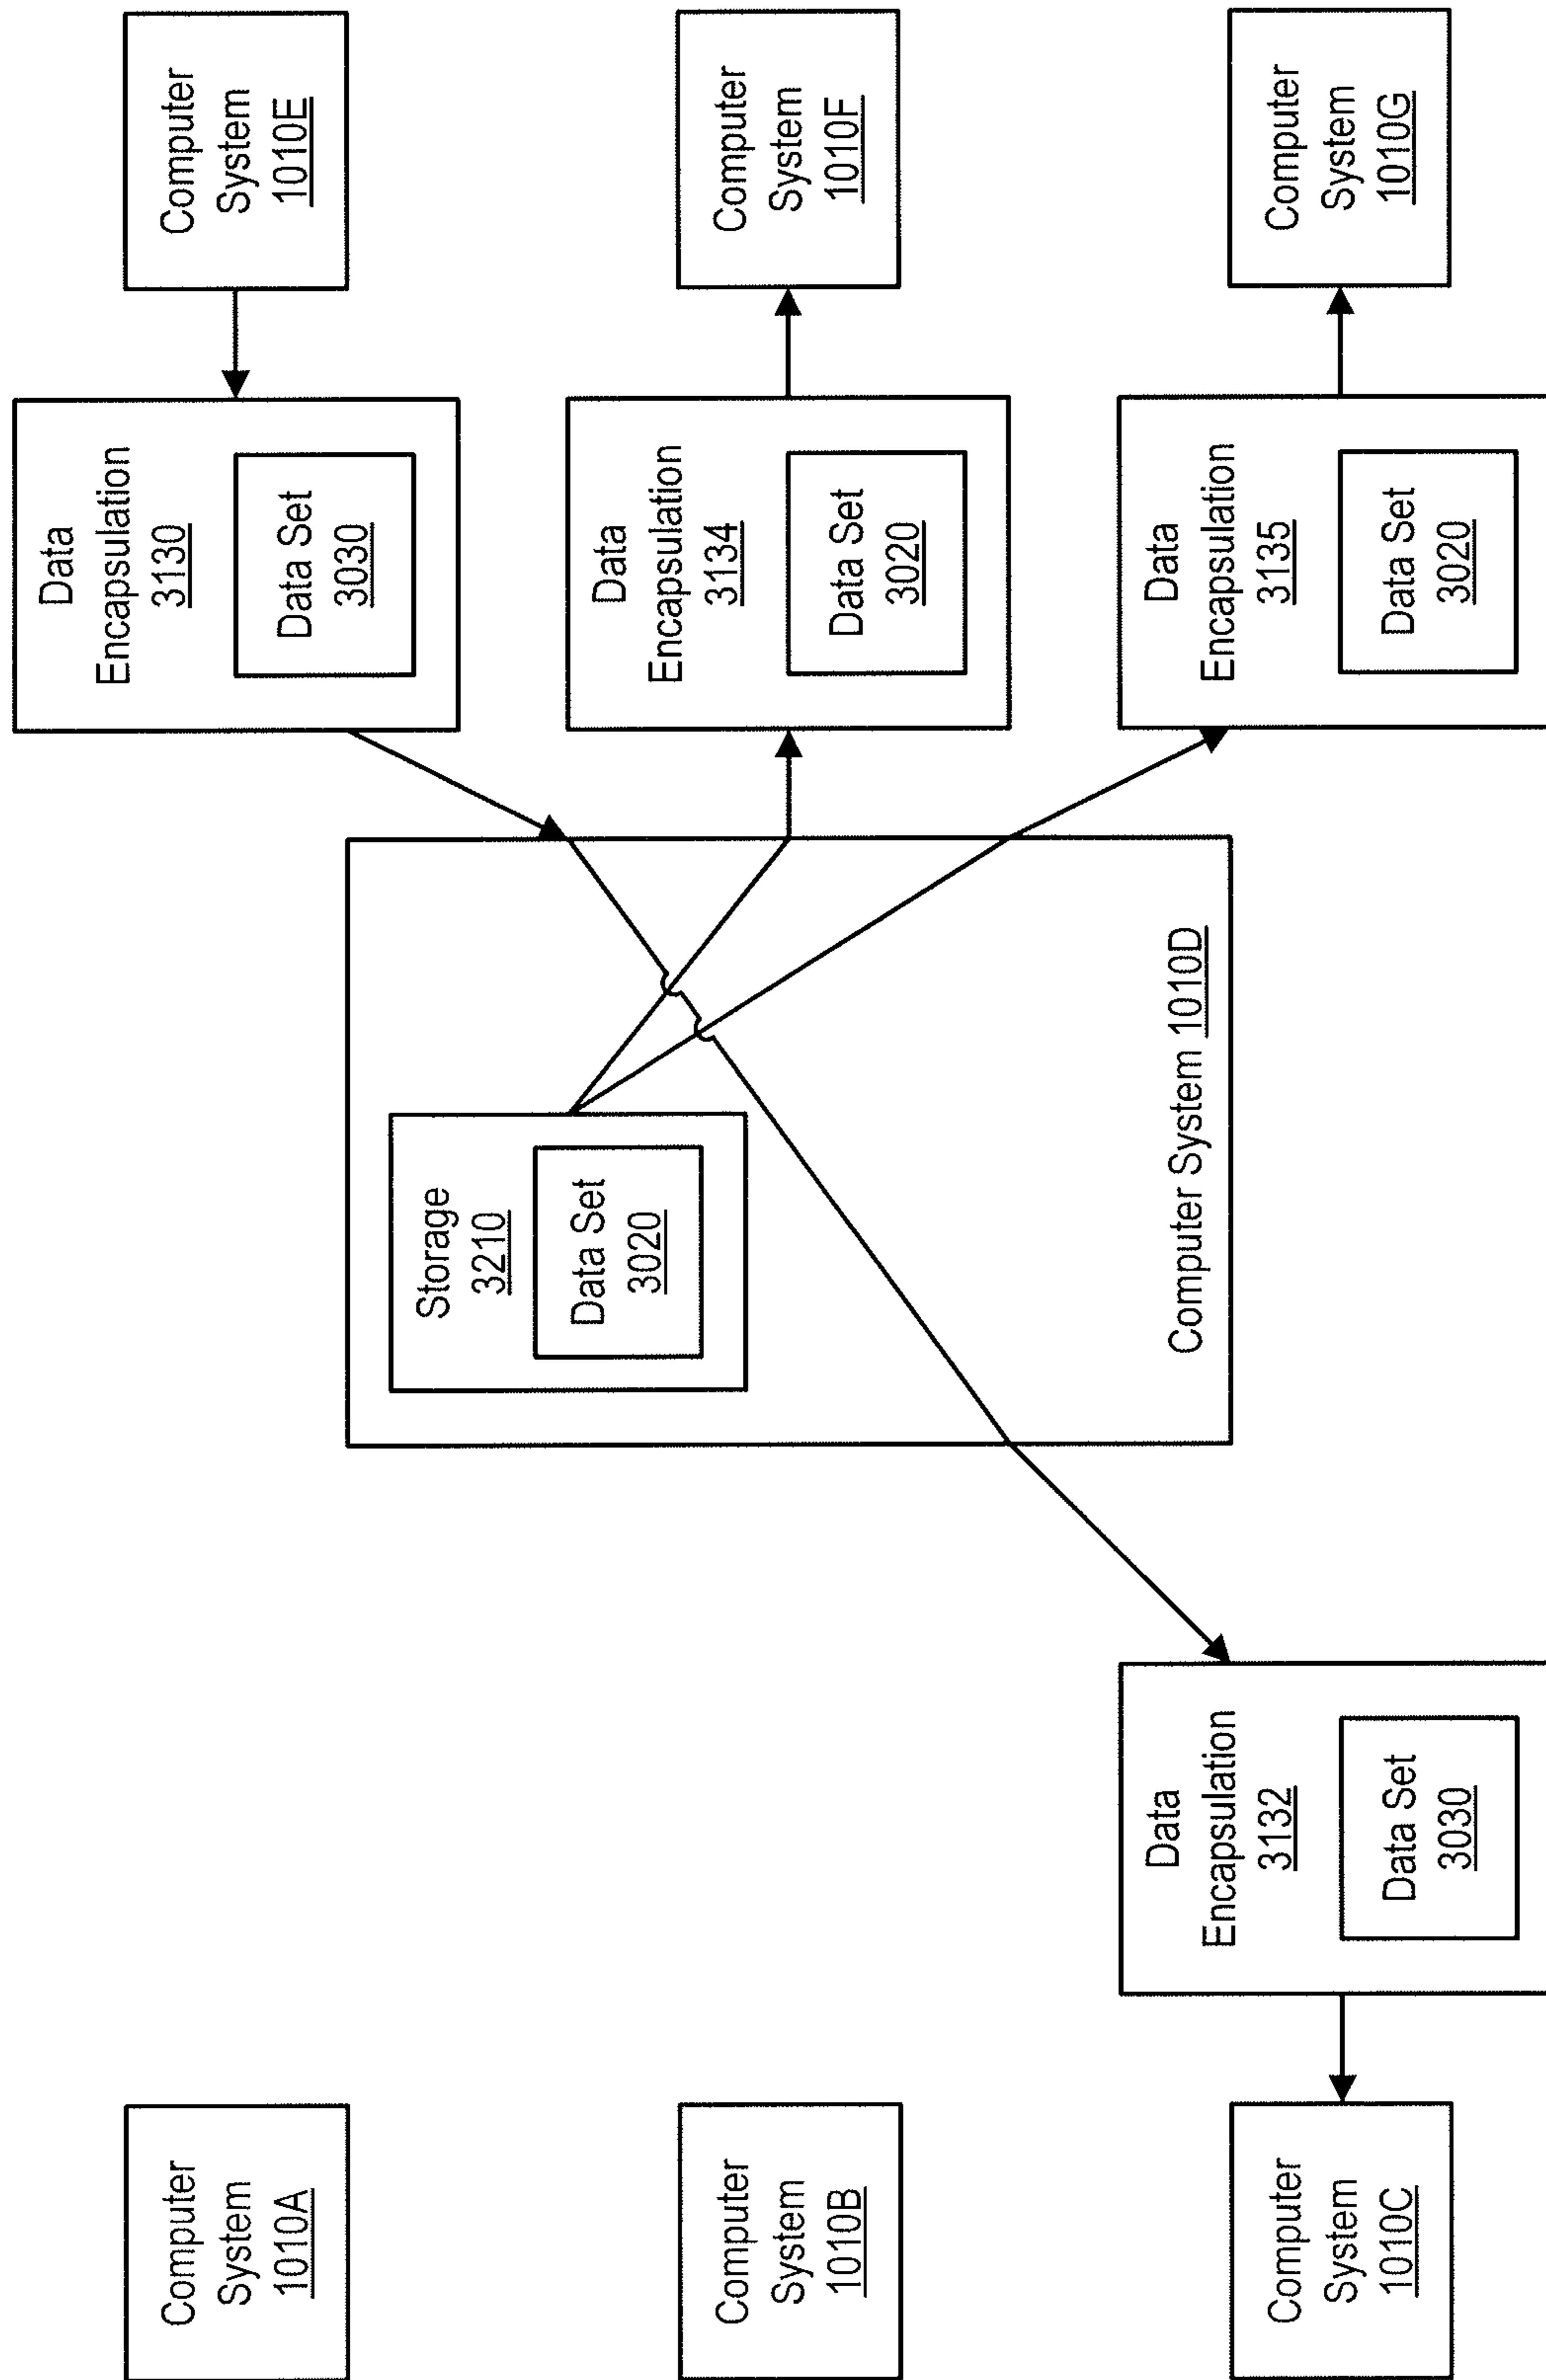 Computer
System
1010A
Computer
System
1010B
Computer
System
1010C
Data
Encapsulation
3132
Data Set
3030
Storage
3210
Data Set
3020
Computer System 1010D
Data
Encapsulation
3130
Data Set
3030
Data
Encapsulation
3134
Data Set
3020
Data
Encapsulation
3135
Data Set
3020
Computer
System
1010E
Computer
System
1010F
Computer
System
1010G